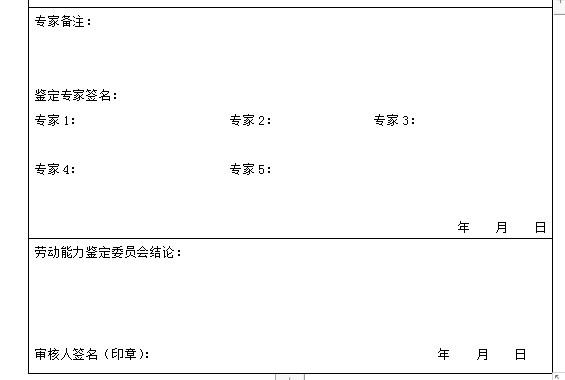 专家备注：
鉴定专家签名：
专家 1： 专家 2： 专家 3：
专家 4： 专家 5：
年 月 日
劳动能力鉴定委员会结论：
审核人签名（印章）： 年 月 日